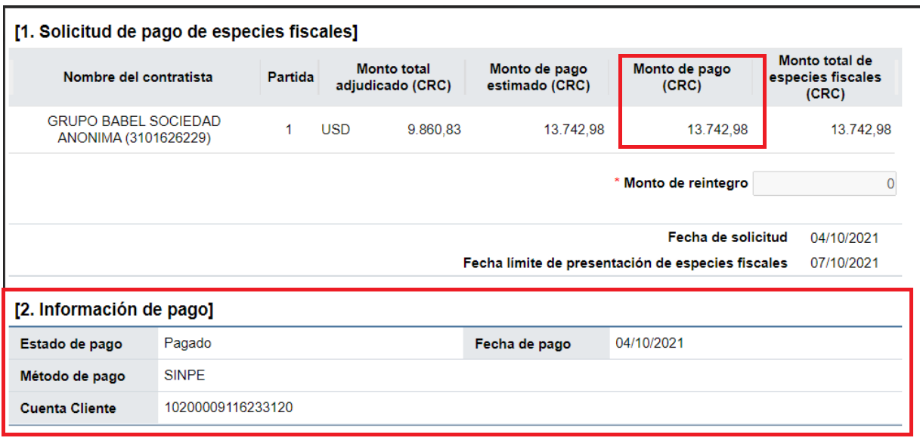 [1. Solicitud de pago de especies fiscales]
Nombre del contratista Partida Monto total adjudicado (CRC) Monto de pago estimado (CRC) Monto de pago (CRC) Monto total de especies fiscales (CRC)
GRUPO BABEL SOCIEDAD ANONIMA (3101626229) 1 USD 9.860,83 13.742,98 13.742,98 13.742,98
* Monto de reintegro 0
Fecha de solicitud 04/10/2021
Fecha límite de presentación de especies fiscales 07/10/2021
[2. Información de pago]
Estado de pago Pagado Fecha de pago 04/10/2021
Método de pago SINPE
Cuenta Cliente 10200009116233120